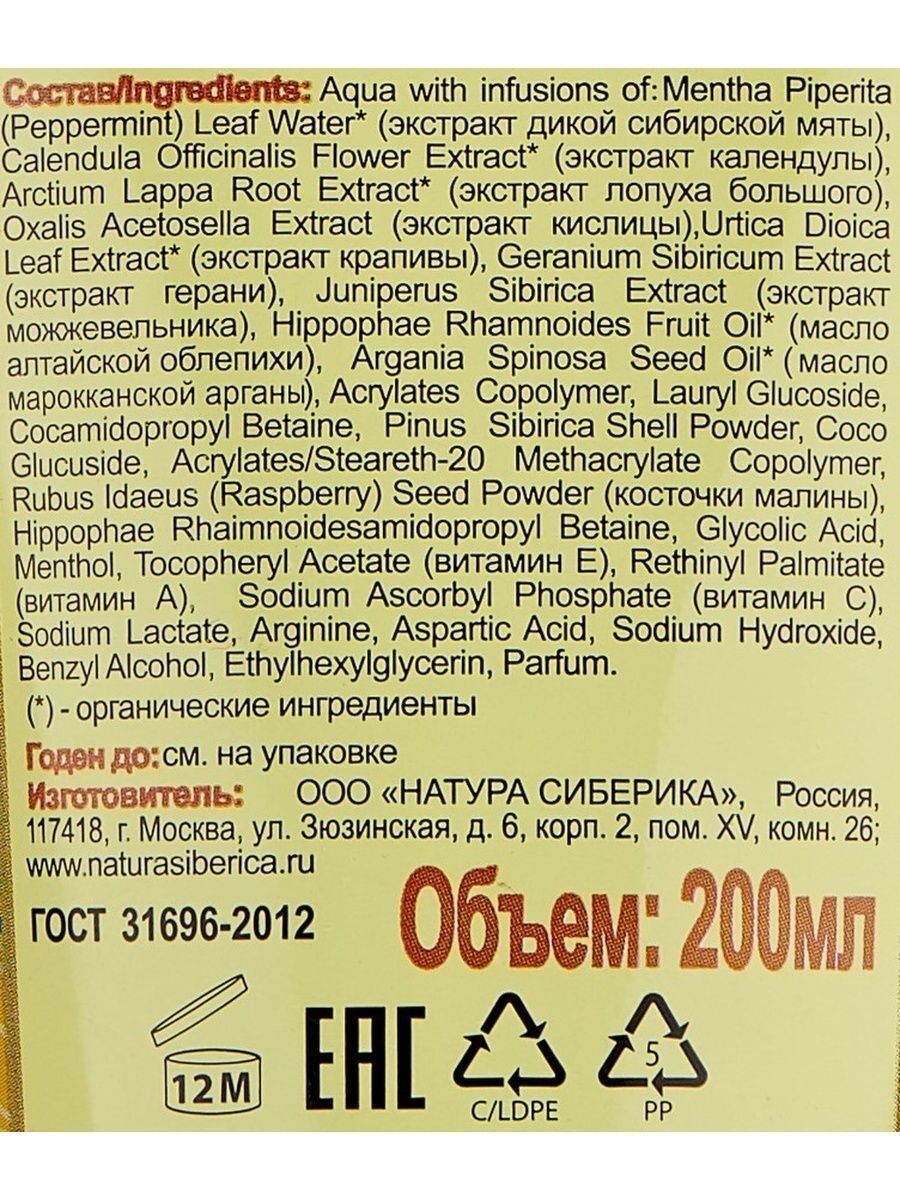 Состав/Ingredients: Aqua with infusions of: Mentha Piperita
(Peppermint) Leaf Water* (экстракт дикой сибирской мяты),
Calendula Officinalis Flower Extract* (экстракт календулы),
Arctium Lappa Root Extract* (экстракт лопуха большого),
Oxalis Acetosella Extract (экстракт кислицы),Urtica Dioica
Leaf Extract* (экстракт крапивы), Geranium Sibiricum Extract
(экстракт герани), Juniperus Sibirica Extract (экстракт
можжевельника), Hippophae Rhamnoides Fruit Oil* (масло
алтайской облепихи), Argania Spinosa Seed Oil* (масло
марокканской арганы), Acrylates Copolymer, Lauryl Glucoside,
Cocamidopropyl Betaine, Pinus Sibirica Shell Powder, Coco
Glucuside, Acrylates/Steareth-20 Methacrylate Copolymer,
Rubus Idaeus (Raspberry) Seed Powder (косточки малины),
Hippophae Rhaimnoidesamidopropyl Betaine, Glycolic Acid,
Menthol, Tocopheryl Acetate (витамин Е), Rethinyl Palmitate
(витамин А), Sodium Ascorbyl Phosphate (витамин С),
Sodium Lactate, Arginine, Aspartic Acid, Sodium Hydroxide,
Benzyl Alcohol, Ethylhexylglycerin, Parfum.
(*) - органические ингредиенты
Годен до: см. на упаковке
Изготовитель: ООО «НАТУРА СИБЕРИКА», Россия,
117418, г. Москва, ул. Зюзинская, д. 6, корп. 2, пом. XV, комн. 26;
www.naturasiberica.ru
ГОСТ 31696-2012
Объем: 200мл
12M
EAC
C/LDPE
5
PP